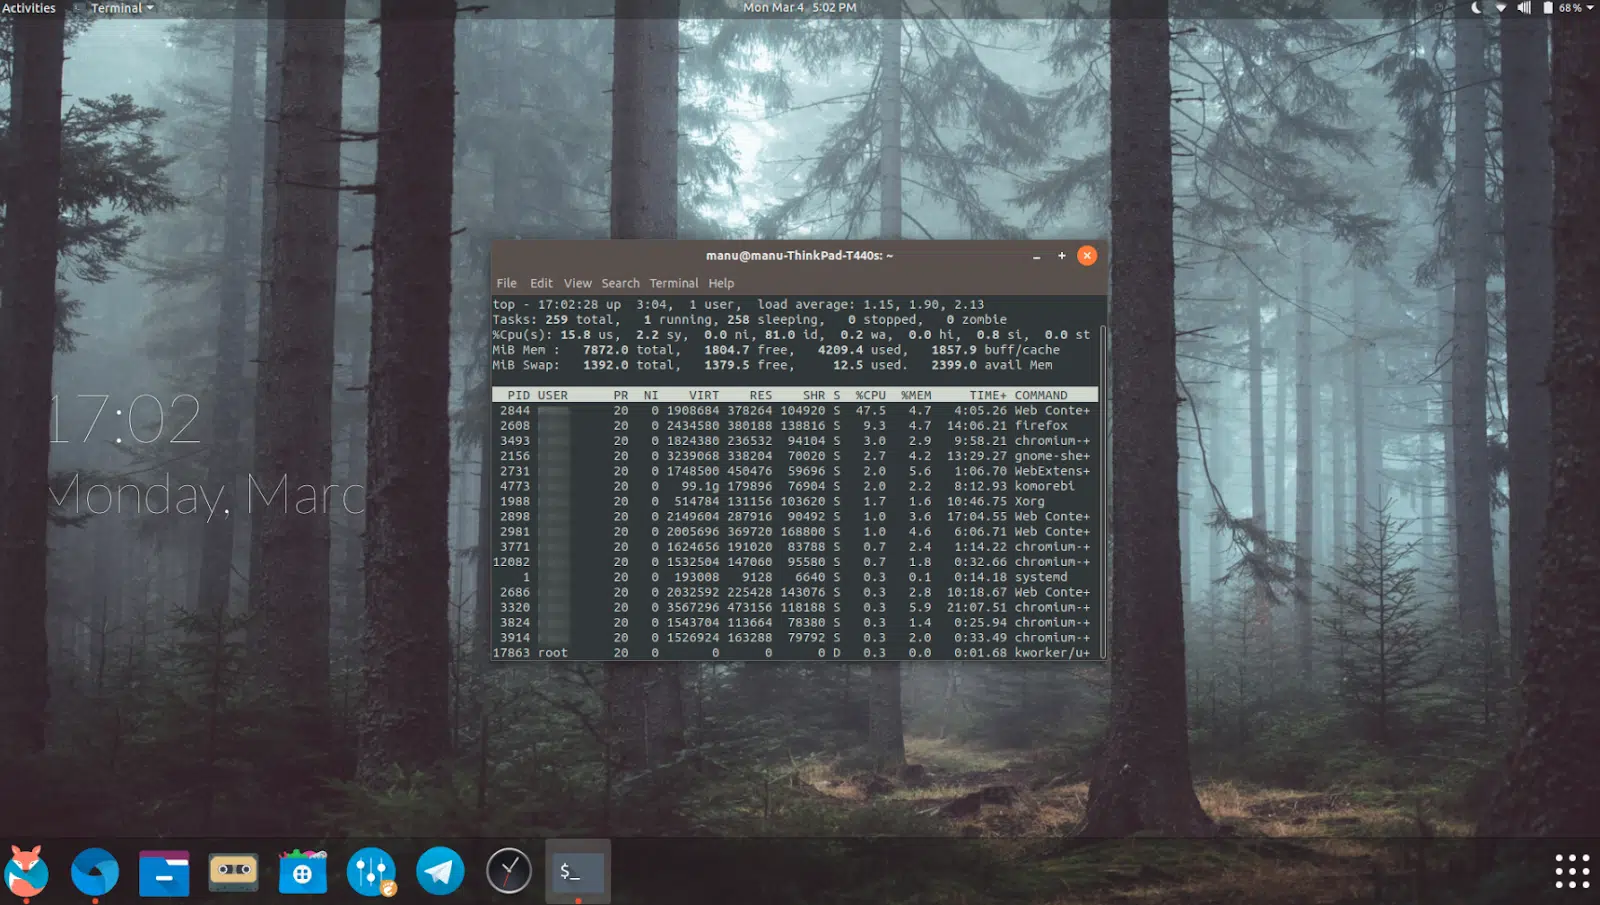 Activities Terminal Mon Mar 4 5:02 PM 68%
manu@manu-ThinkPad-T440s: ~
File Edit View Search Terminal Help
top - 17:02:28 up  3:04,  1 user,  load average: 1.15, 1.90, 2.13
Tasks: 259 total,   1 running, 258 sleeping,   0 stopped,   0 zombie
%Cpu(s): 15.8 us,  2.2 sy,  0.0 ni, 81.0 id,  0.2 wa,  0.0 hi,  0.8 si,  0.0 st
MiB Mem :   7872.0 total,   1804.7 free,   4209.4 used,   1857.9 buff/cache
MiB Swap:   1392.0 total,   1379.5 free,     12.5 used.   2399.0 avail Mem
PID USER PR NI VIRT RES SHR S %CPU %MEM TIME+ COMMAND
2844 20 0 1908684 378264 104920 S 47.5 4.7 4:05.26 Web Conte+
2608 20 0 2434580 380188 138816 S 9.3 4.7 14:06.21 firefox
3493 20 0 1824380 236532 94104 S 3.0 2.9 9:58.21 chromium-+
2156 20 0 3239068 338204 70020 S 2.7 4.2 13:29.27 gnome-she+
2731 20 0 1748500 450476 59696 S 2.0 5.6 1:06.70 WebExtens+
4773 20 0 99.1g 179896 76904 S 2.0 2.2 8:12.93 komorebi
1988 20 0 514784 131156 103620 S 1.7 1.6 10:46.75 Xorg
2898 20 0 2149604 287916 90492 S 1.0 3.6 17:04.55 Web Conte+
2981 20 0 2005696 369720 168800 S 1.0 4.6 6:06.71 Web Conte+
3771 20 0 1624656 191020 83788 S 0.7 2.4 1:14.22 chromium-+
12082 20 0 1532504 147060 95580 S 0.7 1.8 0:32.66 chromium-+
1 20 0 193008 9128 6640 S 0.3 0.1 0:14.18 systemd
2686 20 0 2032592 225428 143076 S 0.3 2.8 10:18.67 Web Conte+
3320 20 0 3567296 473156 118188 S 0.3 5.9 21:07.51 chromium-+
3824 20 0 1543704 113664 78380 S 0.3 1.4 0:25.94 chromium-+
3914 20 0 1526924 163288 79792 S 0.3 2.0 0:33.49 chromium-+
17863 root 20 0 0 0 0 D 0.3 0.0 0:01.68 kworker/u+
17:02
Monday, Marc
$_